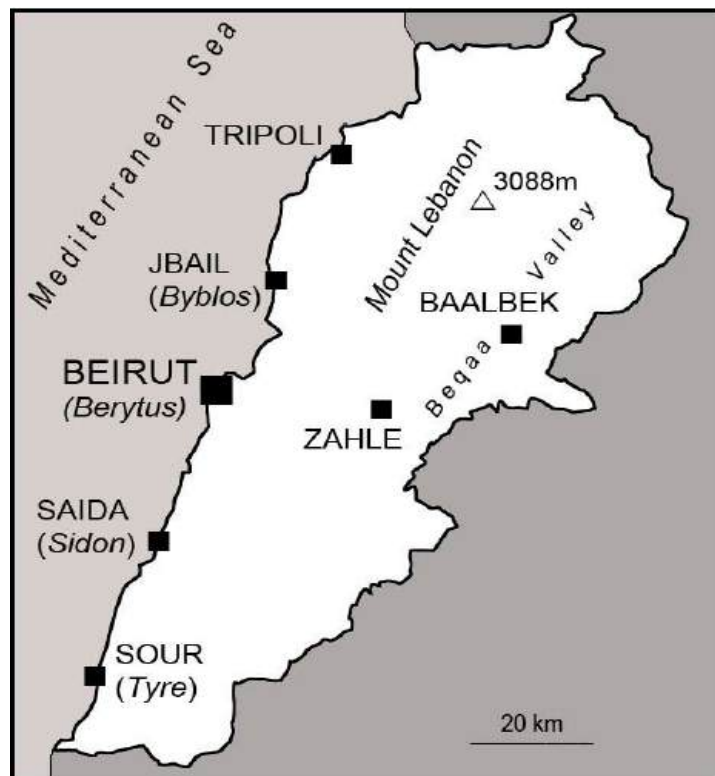 Mediterranean Sea
TRIPOLI
Mount Lebanon
3088m
Beqaa Valley
JBAIL
(Byblos)
BAALBEK
BEIRUT
(Berytus)
ZAHLE
SAIDA
(Sidon)
SOUR
(Tyre)
20 km